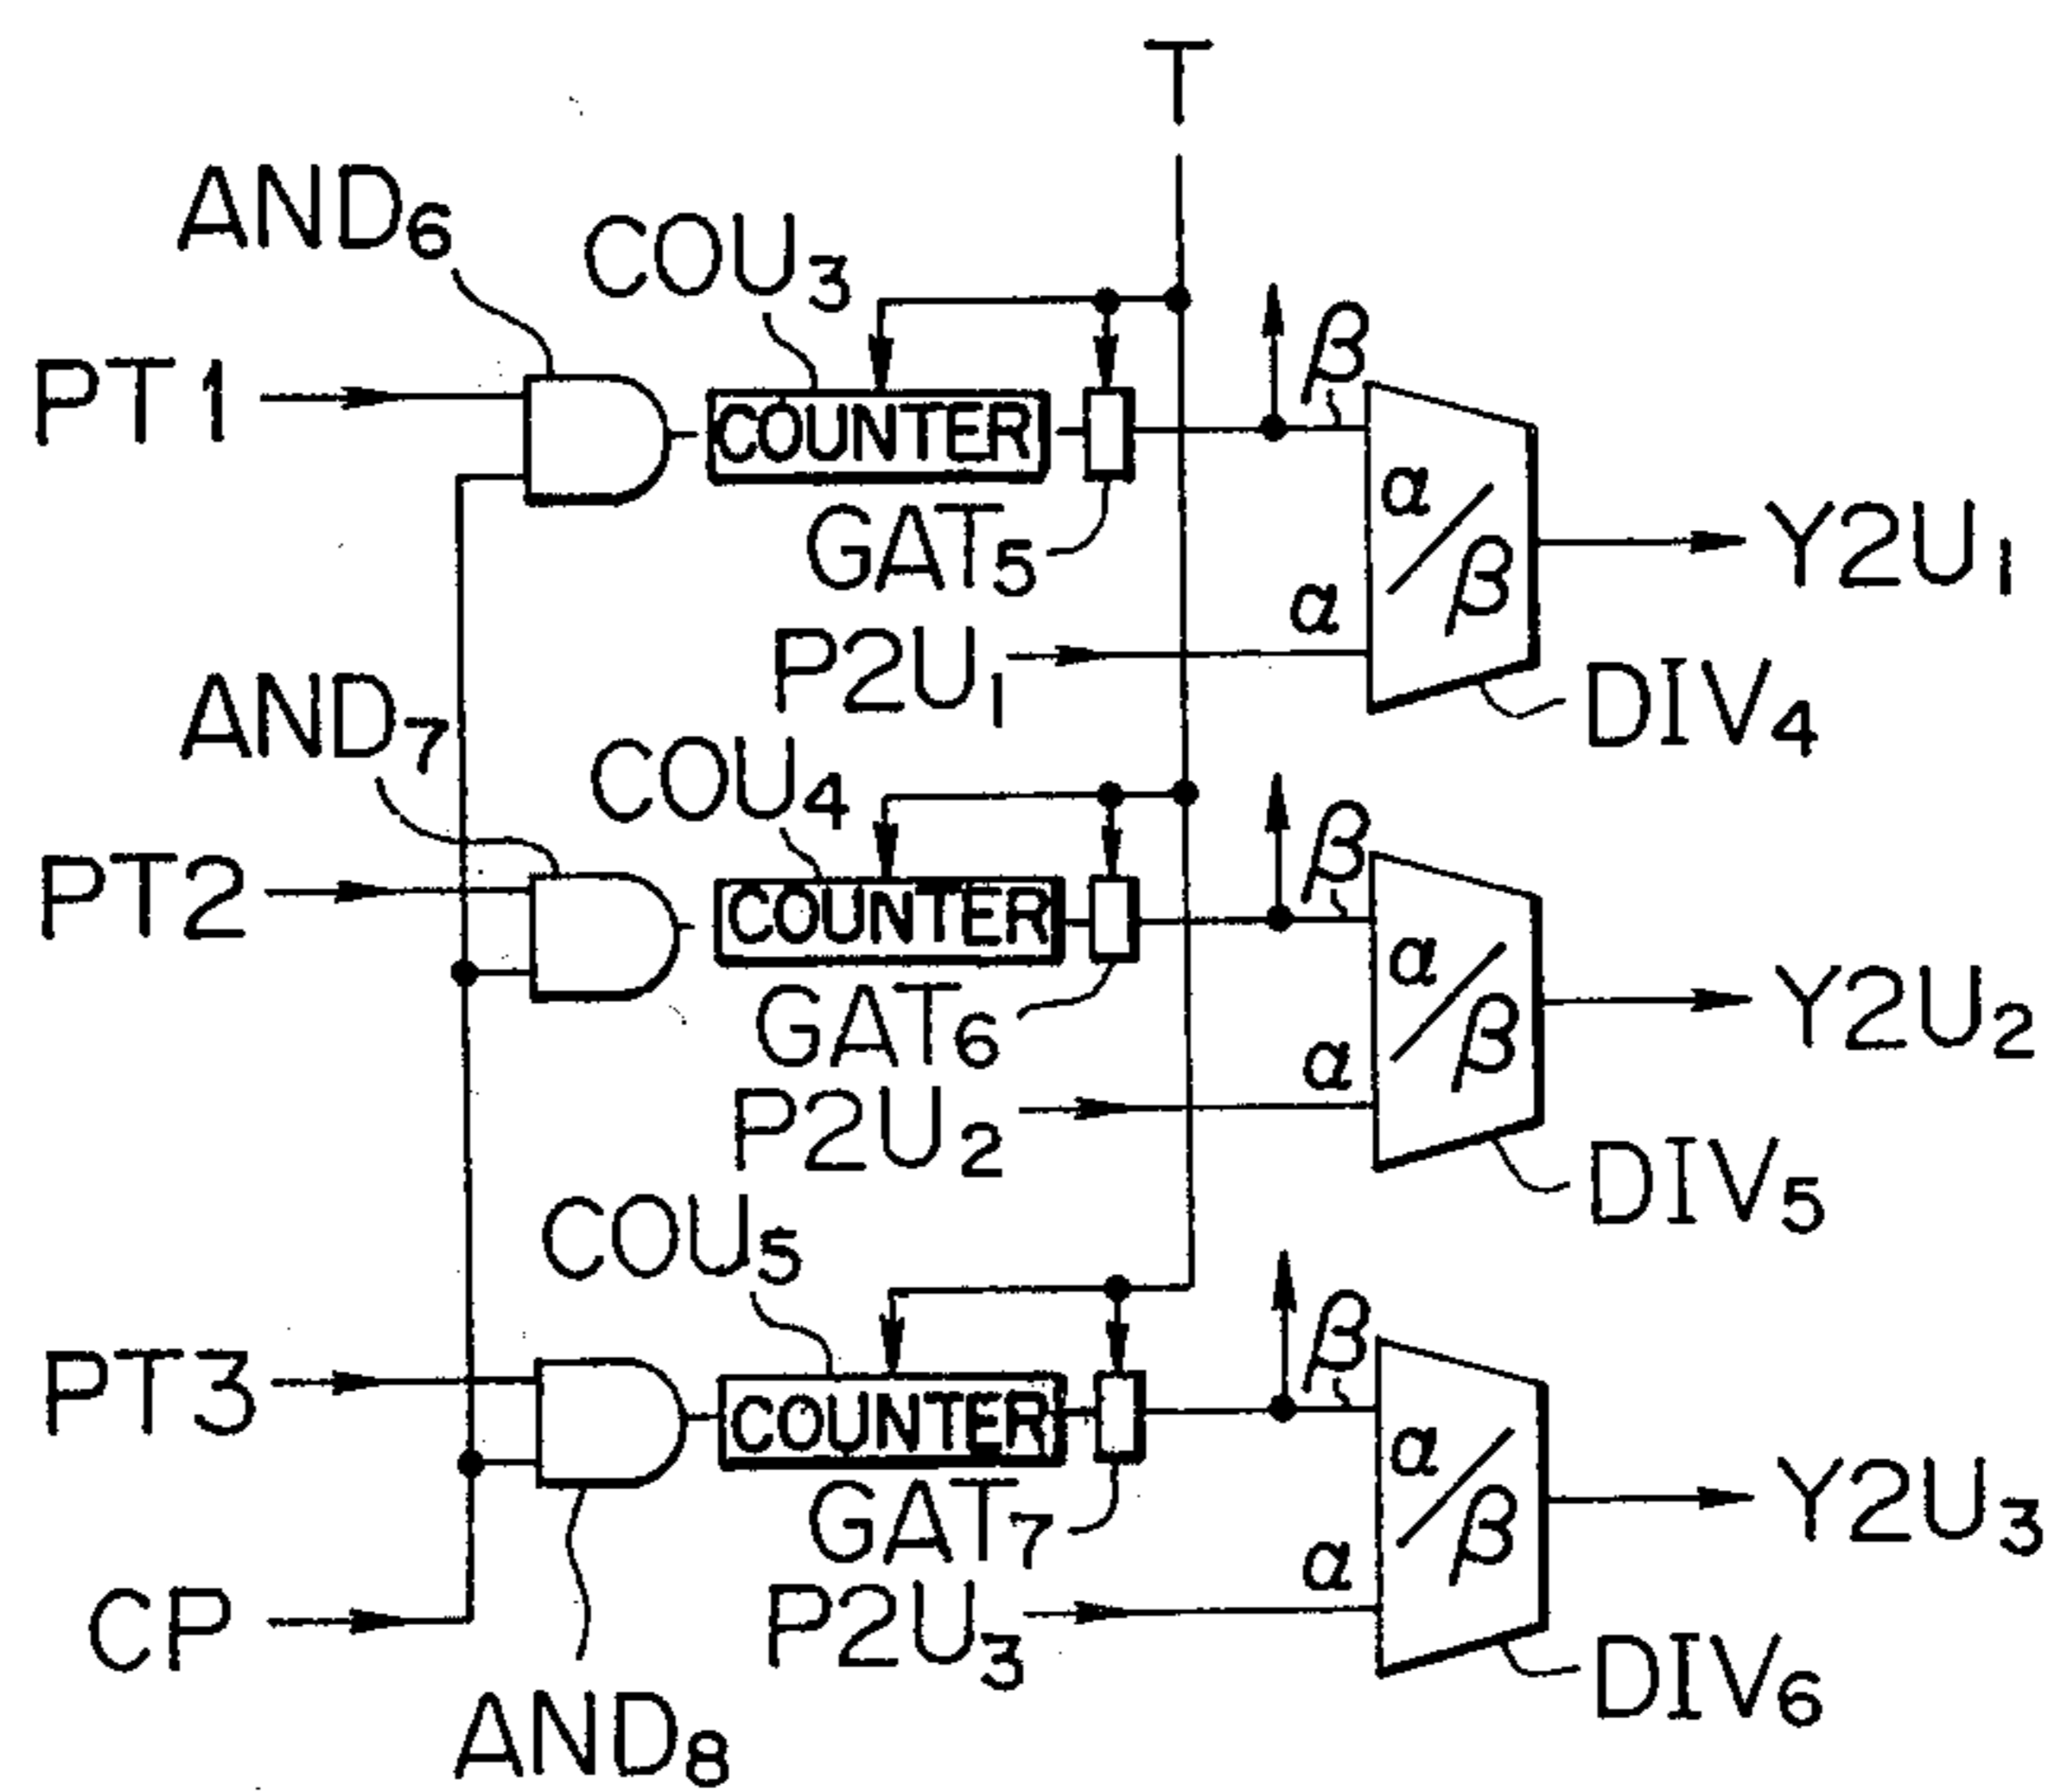 T
AND6
COU3
β
PT1
COUNTER
α/β
GAT5
Y2U1
α
P2U1
DIV4
AND7
COU4
β
PT2
COUNTER
α/β
GAT6
Y2U2
α
P2U2
DIV5
COU5
β
PT3
COUNTER
α/β
GAT7
Y2U3
α
P2U3
CP
DIV6
AND8